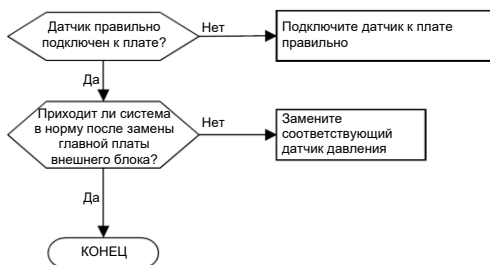 Датчик правильно
подключен к плате?
Нет
Подключите датчик к плате
правильно
Да
Приходит ли система
в норму после замены
главной платы
внешнего блока?
Нет
Замените
соответствующий
датчик давления
Да
КОНЕЦ